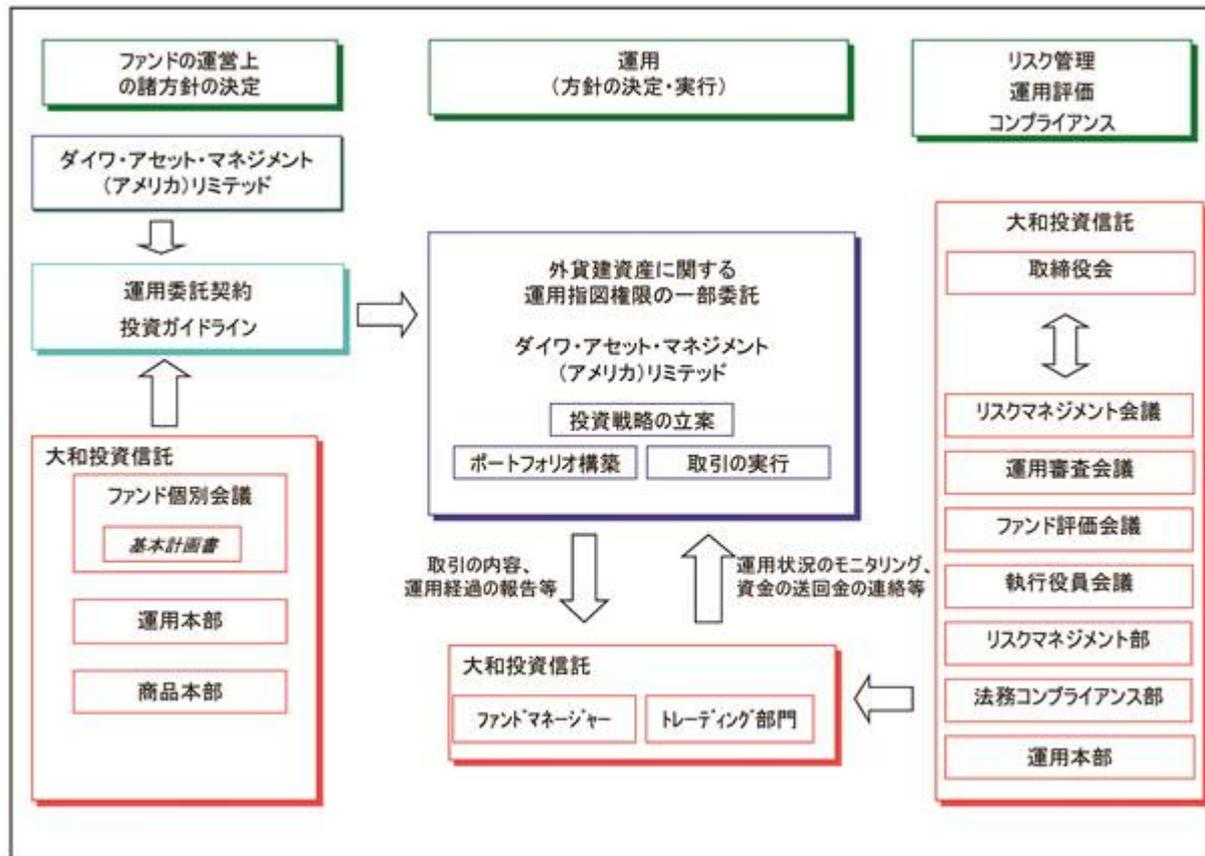 ファンドの運営上
の諸方針の決定
運用
(方針の決定・実行)
リスク管理
運用評価
コンプライアンス
ダイワ・アセット・マネジメント
(アメリカ)リミテッド
運用委託契約
投資ガイドライン
大和投資信託
ファンド個別会議
基本計画書
運用本部
商品本部
外貨建資産に関する
運用指図権限の一部委託
ダイワ・アセット・マネジメント
(アメリカ)リミテッド
投資戦略の立案
ポートフォリオ構築
取引の実行
取引の内容、
運用経過の報告等
運用状況のモニタリング、
資金の送回金の連絡等
大和投資信託
ファンドマネージャー
トレーディング部門
大和投資信託
取締役会
リスクマネジメント会議
運用審査会議
ファンド評価会議
執行役員会議
リスクマネジメント部
法務コンプライアンス部
運用本部